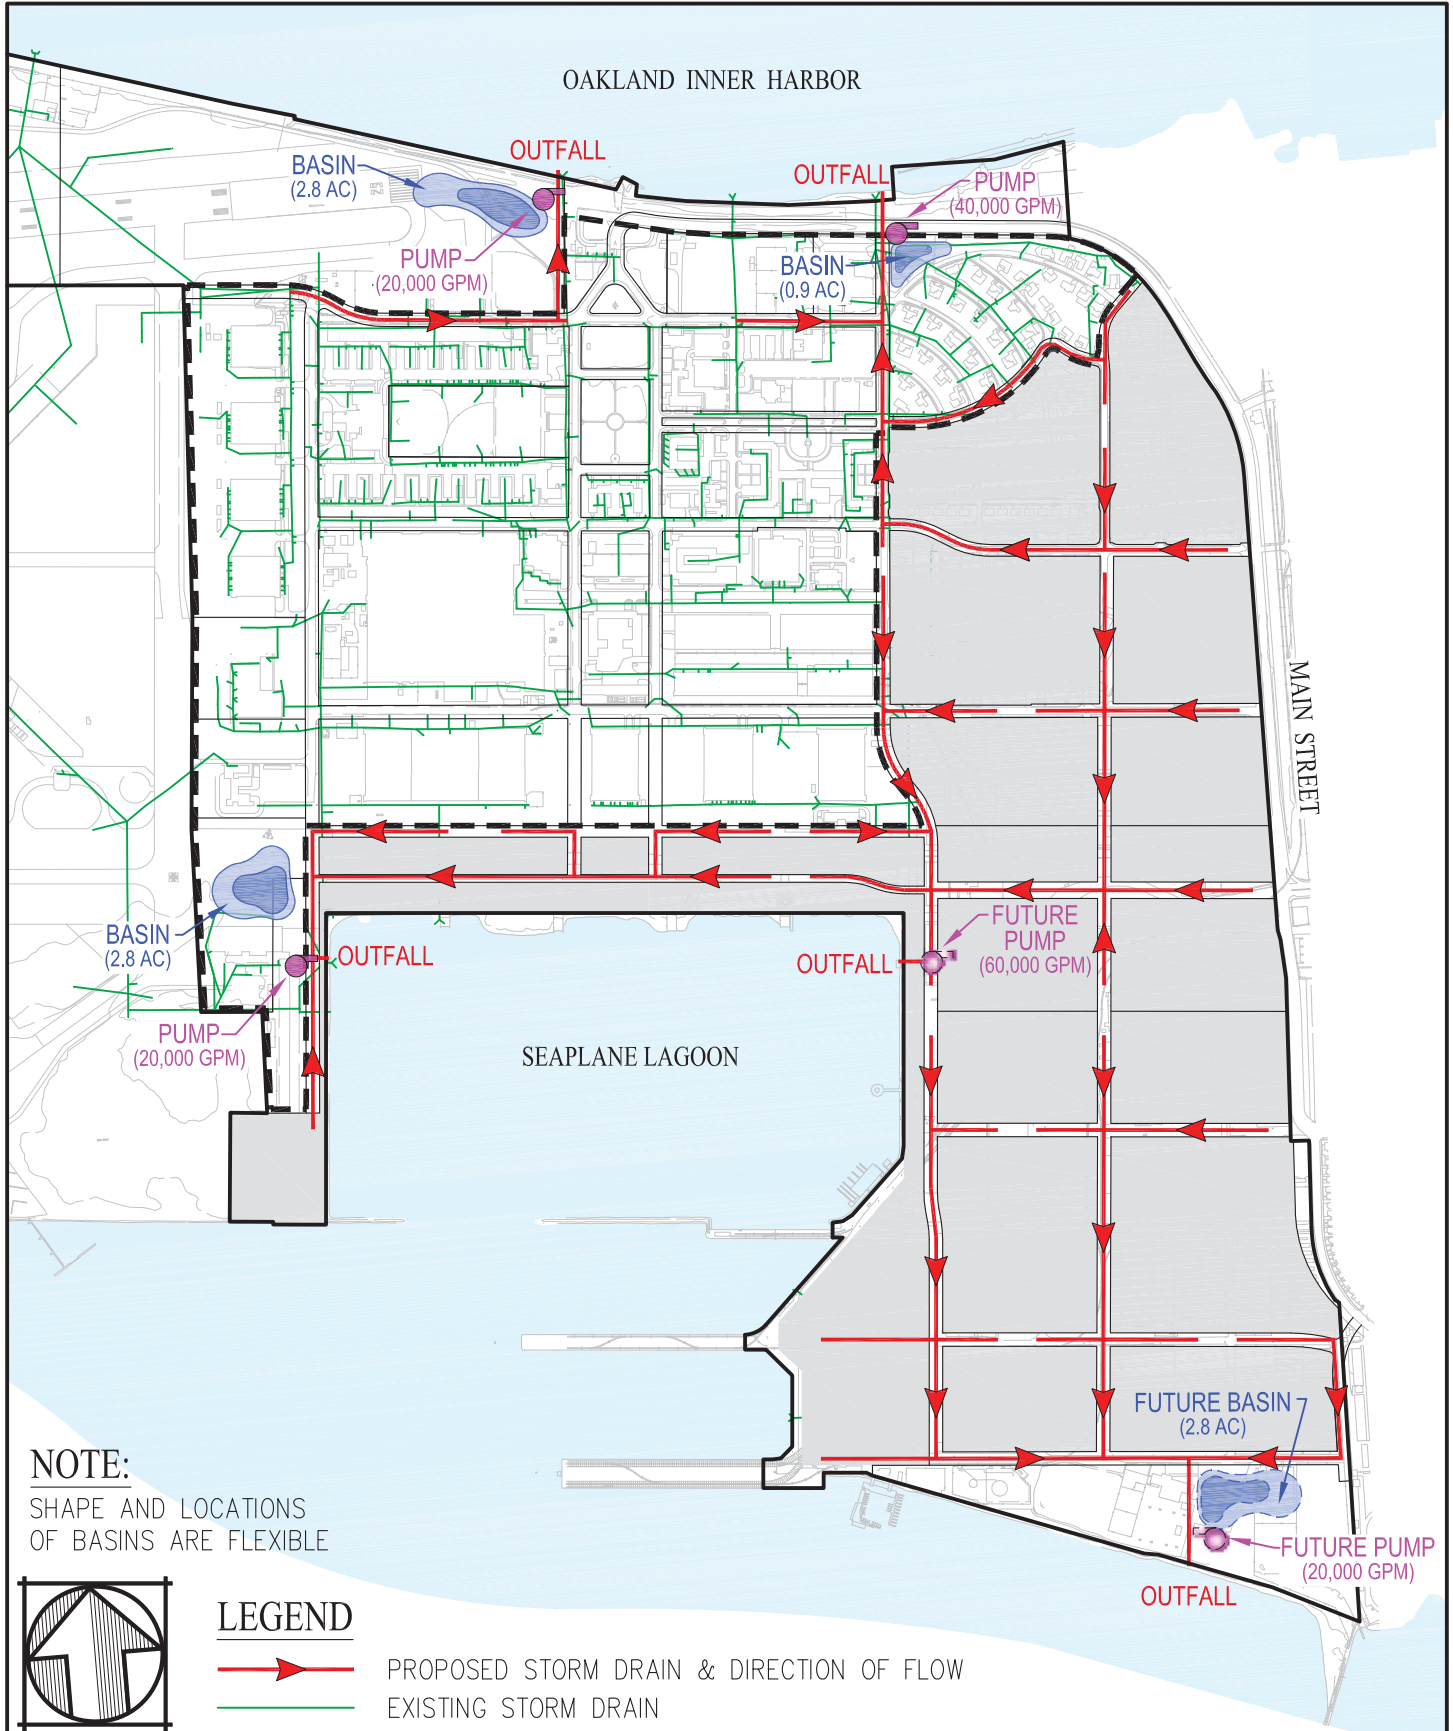 OAKLAND INNER HARBOR
OUTFALL
BASIN
(2.8 AC)
OUTFALL
PUMP
(40,000 GPM)
PUMP
(20,000 GPM)
BASIN
(0.9 AC)
MAIN STREET
BASIN
(2.8 AC)
OUTFALL
PUMP
(20,000 GPM)
FUTURE
PUMP
(60,000 GPM)
OUTFALL
SEAPLANE LAGOON
FUTURE BASIN
(2.8 AC)
FUTURE PUMP
(20,000 GPM)
OUTFALL
NOTE:
SHAPE AND LOCATIONS
OF BASINS ARE FLEXIBLE
LEGEND
PROPOSED STORM DRAIN & DIRECTION OF FLOW
EXISTING STORM DRAIN